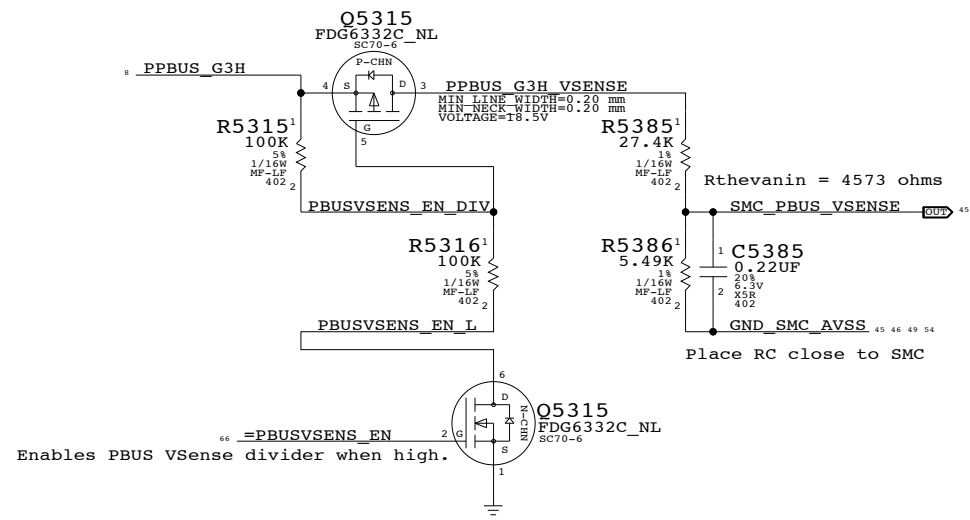 Q5315
FDG6332C_NL
SC70-6
P-CHN
8 PPBUS_G3H
4 S D 3
G
5
PPBUS_G3H_VSENSE
MIN_LINE_WIDTH=0.20 mm
MIN_NECK_WIDTH=0.20 mm
VOLTAGE=18.5V
R5315 1
100K
5%
1/16W
MF-LF
402 2
R5385 1
27.4K
1%
1/16W
MF-LF
402 2
Rthevanin = 4573 ohms
PBUSVSENS_EN_DIV
SMC_PBUS_VSENSE OUT 45
R5316 1
100K
5%
1/16W
MF-LF
402 2
R5386 1
5.49K
1%
1/16W
MF-LF
402 2
1 C5385
0.22UF
20%
6.3V
2 X5R
402
PBUSVSENS_EN_L
GND_SMC_AVSS 45 46 49 54
Place RC close to SMC
6
D
N-CHN
Q5315
FDG6332C_NL
SC70-6
66 =PBUSVSENS_EN 2 G
S
1
Enables PBUS VSense divider when high.